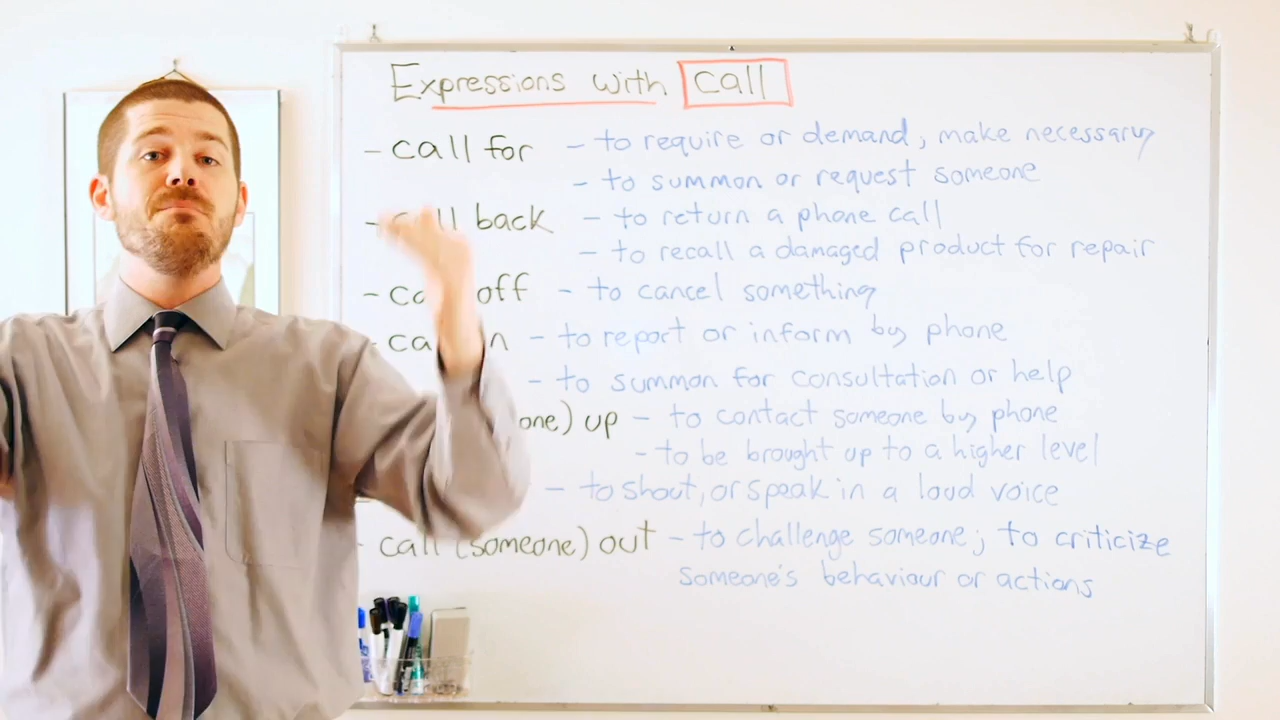 Expressions with call
- call for - to require or demand, make necessary
- to summon or request someone
- call back - to return a phone call
- to recall a damaged product for repair
- off - to cancel something
- to report or inform by phone
- to summon for consultation or help
one) up - to contact someone by phone
- to be brought up to a higher level
- to shout, or speak in a loud voice
- call (someone) out - to challenge someone; to criticize
someone's behaviour or actions